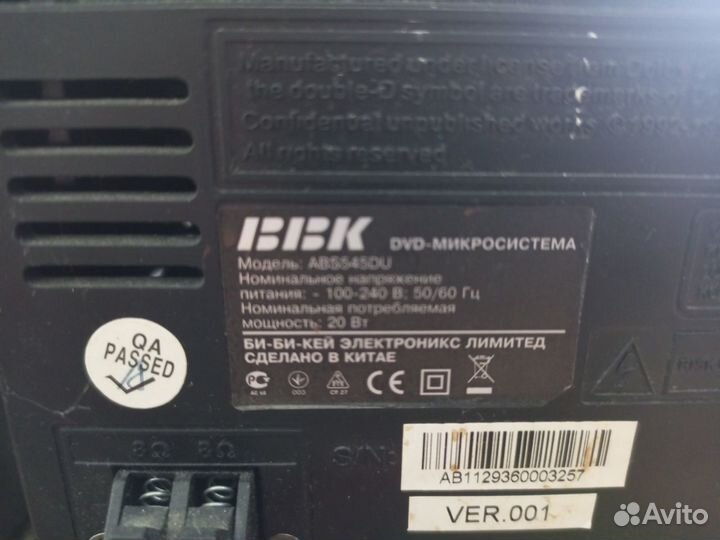 Manufactured under license from Dolby
the double-D symbol are trademarks of
Confidential unpublished works
All rights reserved
BBK DVD-МИКРОСИСТЕМА
Модель: ABS545DU
Номинальное напряжение
питания: ~ 100-240 В; 50/60 Гц
Номинальная потребляемая
мощность: 20 Вт
БИ-БИ-КЕЙ ЭЛЕКТРОНИКС ЛИМИТЕД
СДЕЛАНО В КИТАЕ
CE
QA
PASSED
8Ω 8Ω
S/N:
AB1129360003257
VER.001
RISK
Avito